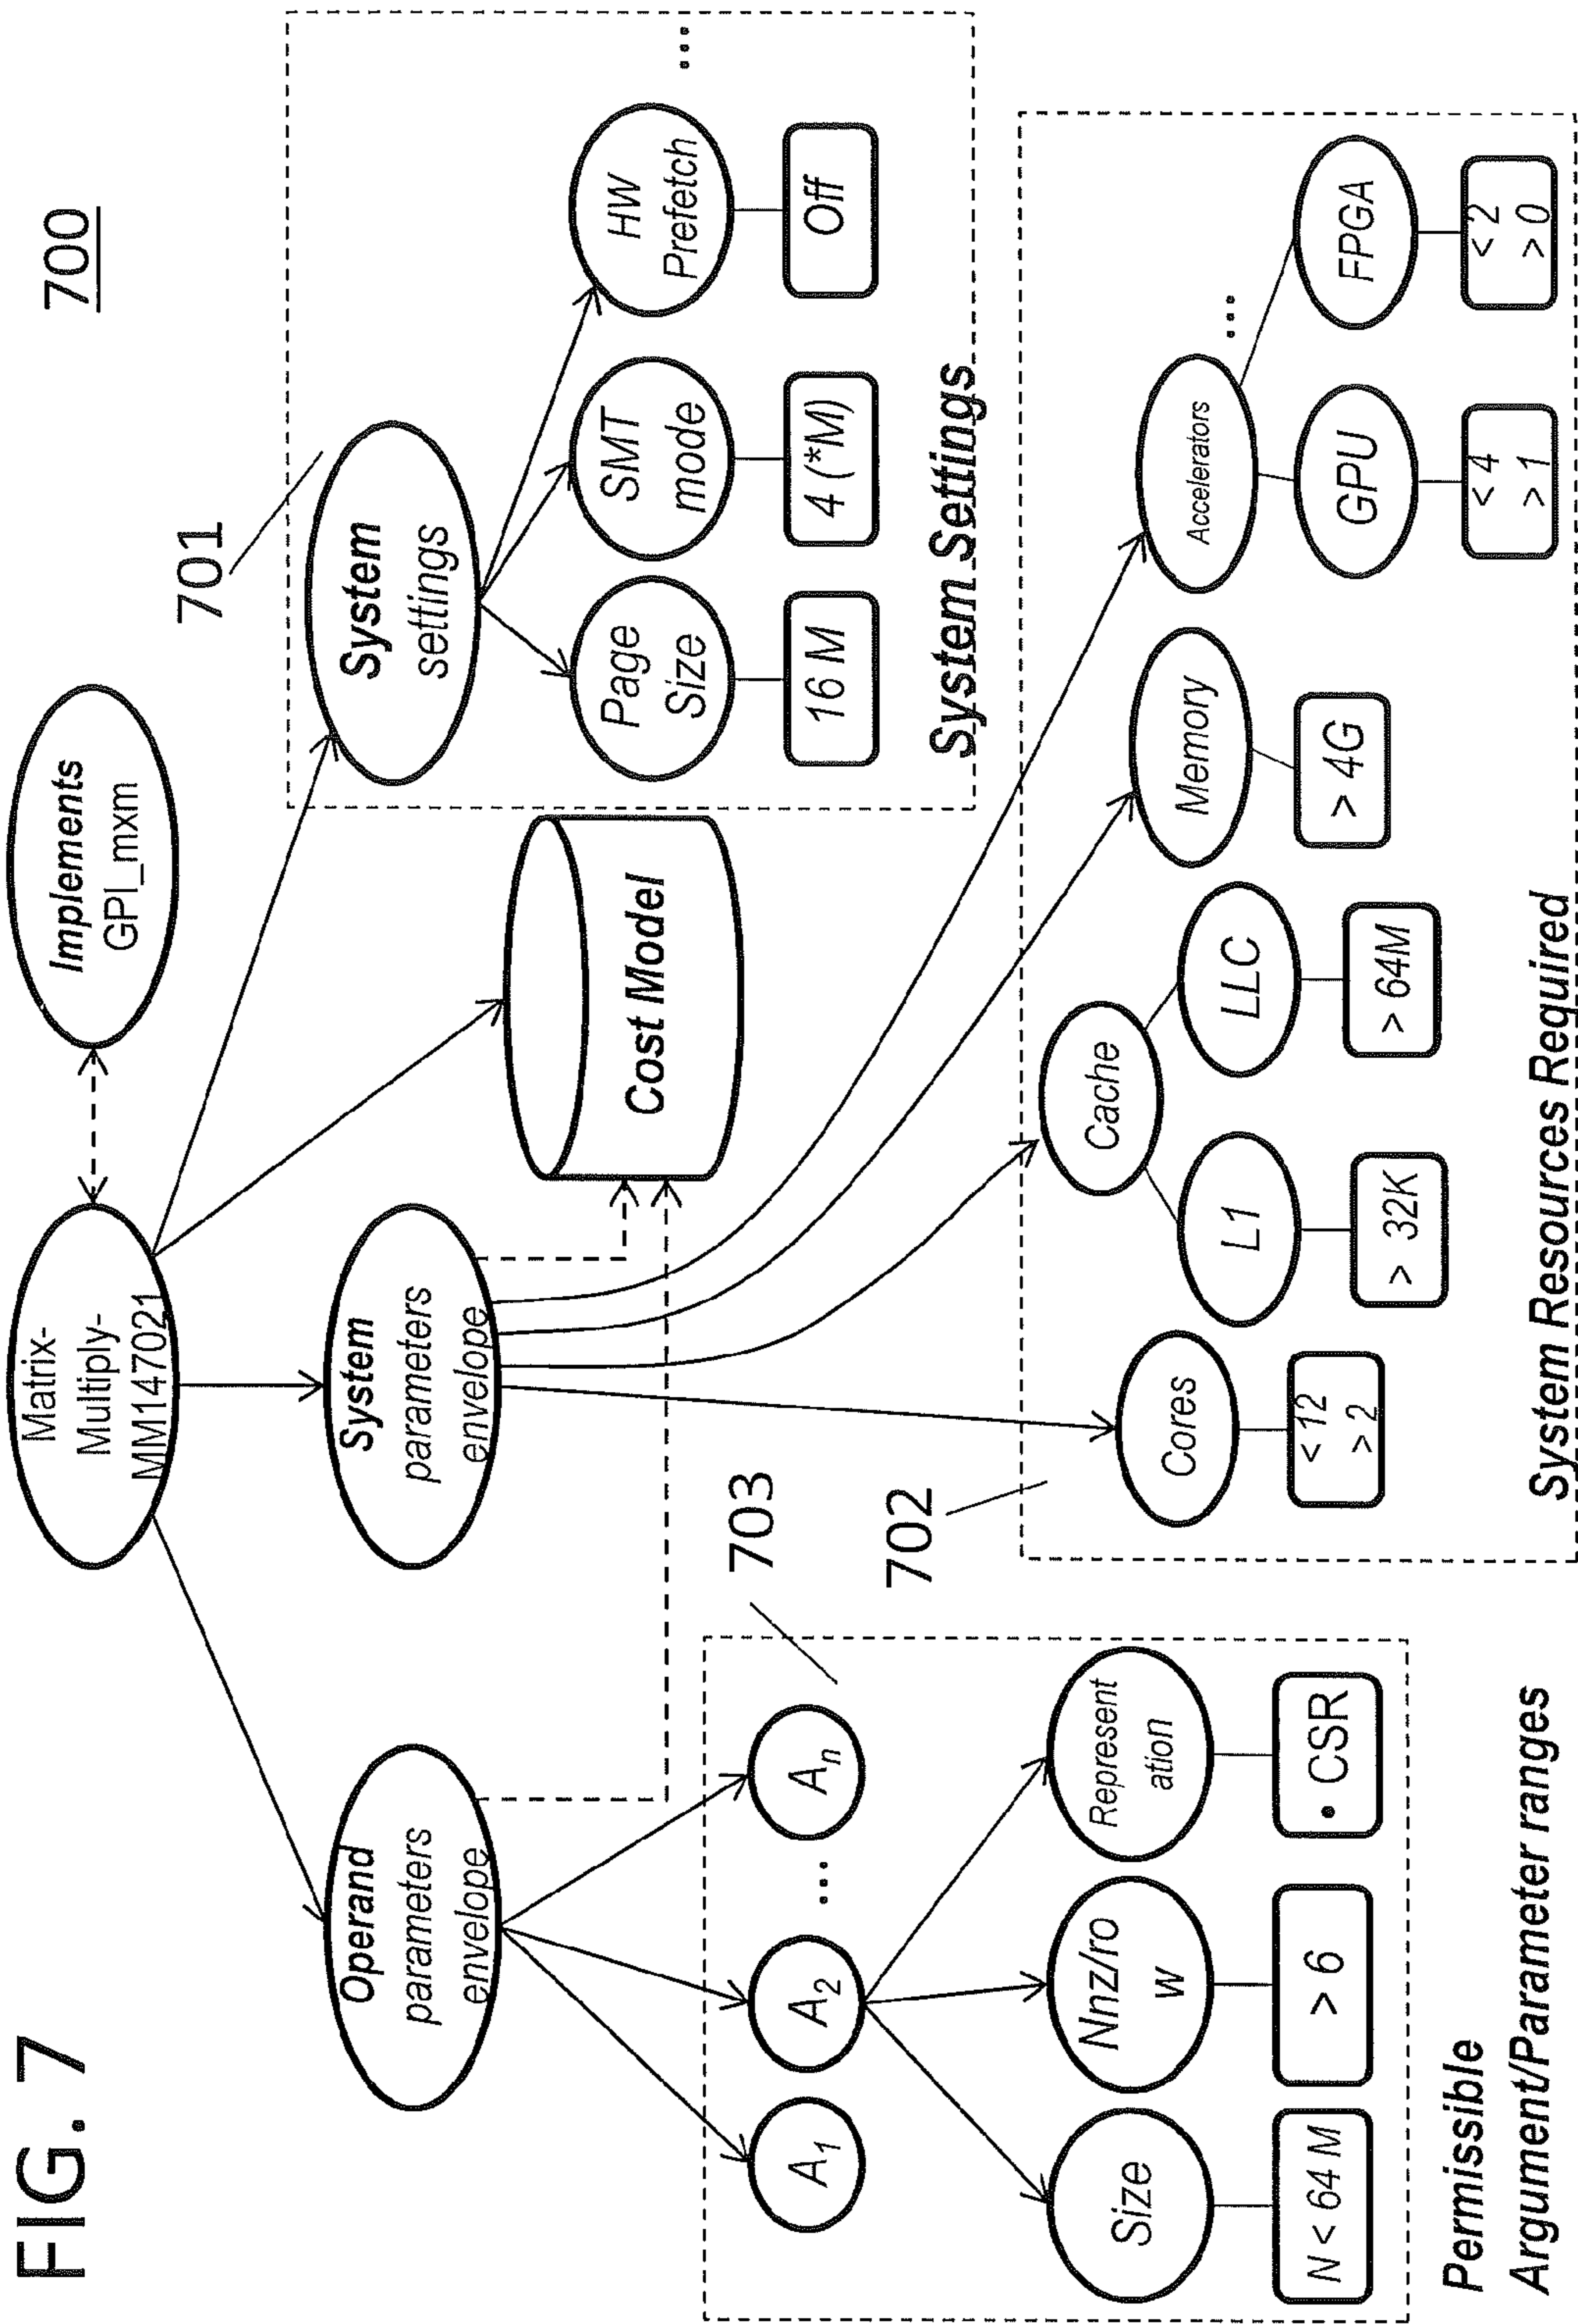 FIG. 7
700
Matrix-
Multiply-
MM147021
Implements
GPI_mxm
701
Operand
parameters
envelope
System
parameters
envelope
System
settings
Cost Model
Page
Size
SMT
mode
HW
Prefetch
...
16 M
4 (*M)
Off
System Settings
703
A1
A2
...
An
Size
Nnz/ro
w
Represent
ation
N < 64 M
> 6
• CSR
Permissible
Argument/Parameter ranges
702
Cores
Cache
Memory
Accelerators
...
L1
LLC
GPU
FPGA
< 12
> 2
> 32K
> 64M
> 4G
< 4
> 1
< 2
> 0
System Resources Required